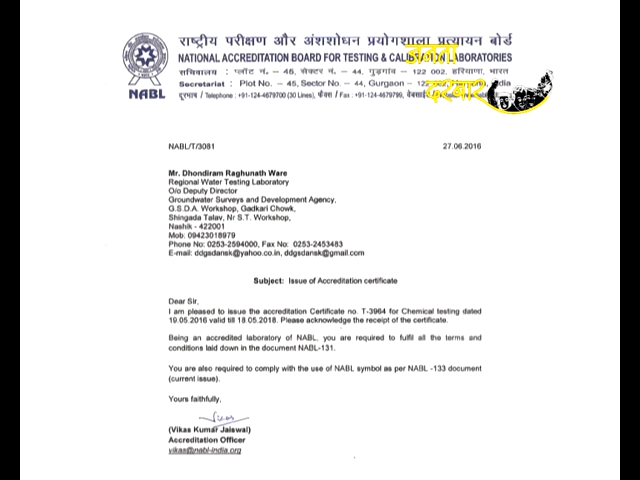 राष्ट्रीय परीक्षण और अंशशोधन प्रयोगशाला प्रत्यायन बोर्ड
NATIONAL ACCREDITATION BOARD FOR TESTING & CALIBRATION LABORATORIES
सचिवालय : प्लॉट नं. – 45, सेक्टर नं. – 44, गुड़गांव – 122 002, हरियाणा, भारत
Secretariat : Plot No. – 45, Sector No. – 44, Gurgaon – 122 002, Haryana, India
दूरभाष / Telephone : +91-124-4679700 (30 Lines), फैक्स / Fax : +91-124-4679799, वेबसाईट /
NABL
जनता
दरबार
NABL/T/3081
27.06.2016
Mr. Dhondiram Raghunath Ware
Regional Water Testing Laboratory
O/o Deputy Director
Groundwater Surveys and Development Agency,
G.S.D.A. Workshop, Gadkari Chowk,
Shingada Talav, Nr S.T. Workshop,
Nashik - 422001
Mob: 09423018979
Phone No: 0253-2594000, Fax No: 0253-2453483
E-mail: ddgsdansk@yahoo.co.in, ddgsdansk@gmail.com
Subject: Issue of Accreditation certificate
Dear Sir,
I am pleased to issue the accreditation Certificate no. T-3964 for Chemical testing dated
19.05.2016 valid till 18.05.2018. Please acknowledge the receipt of the certificate.
Being an accredited laboratory of NABL, you are required to fulfil all the terms and
conditions laid down in the document NABL-131.
You are also required to comply with the use of NABL symbol as per NABL -133 document
(current issue).
Yours faithfully,
Vikas
(Vikas Kumar Jaiswal)
Accreditation Officer
vikas@nabl-india.org